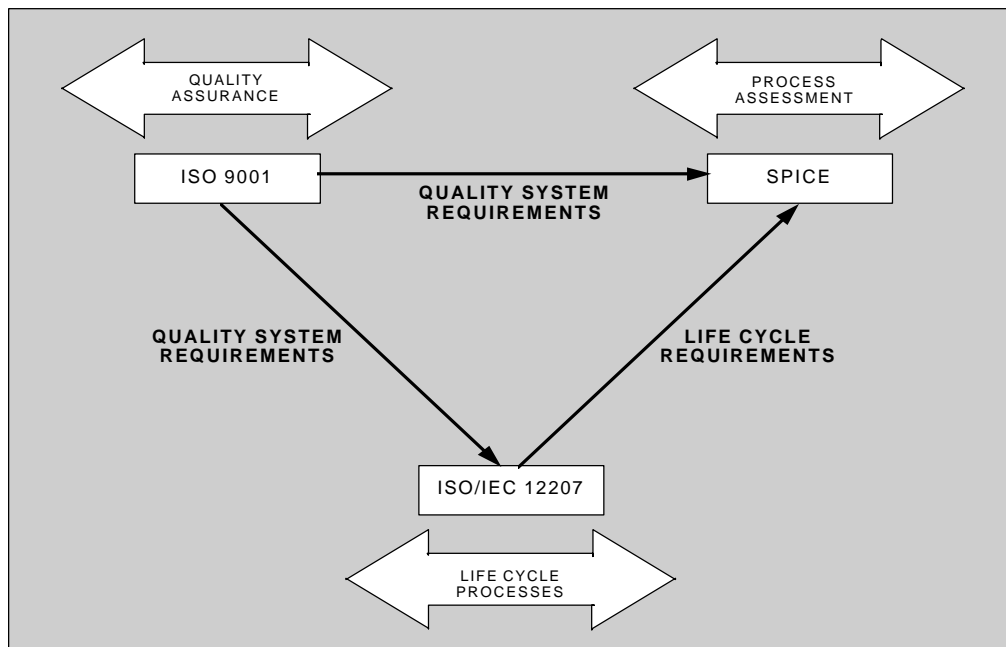 QUALITY
ASSURANCE
PROCESS
ASSESSMENT
ISO 9001
SPICE
QUALITY SYSTEM
REQUIREMENTS
QUALITY SYSTEM
REQUIREMENTS
LIFE CYCLE
REQUIREMENTS
ISO/IEC 12207
LIFE CYCLE
PROCESSES